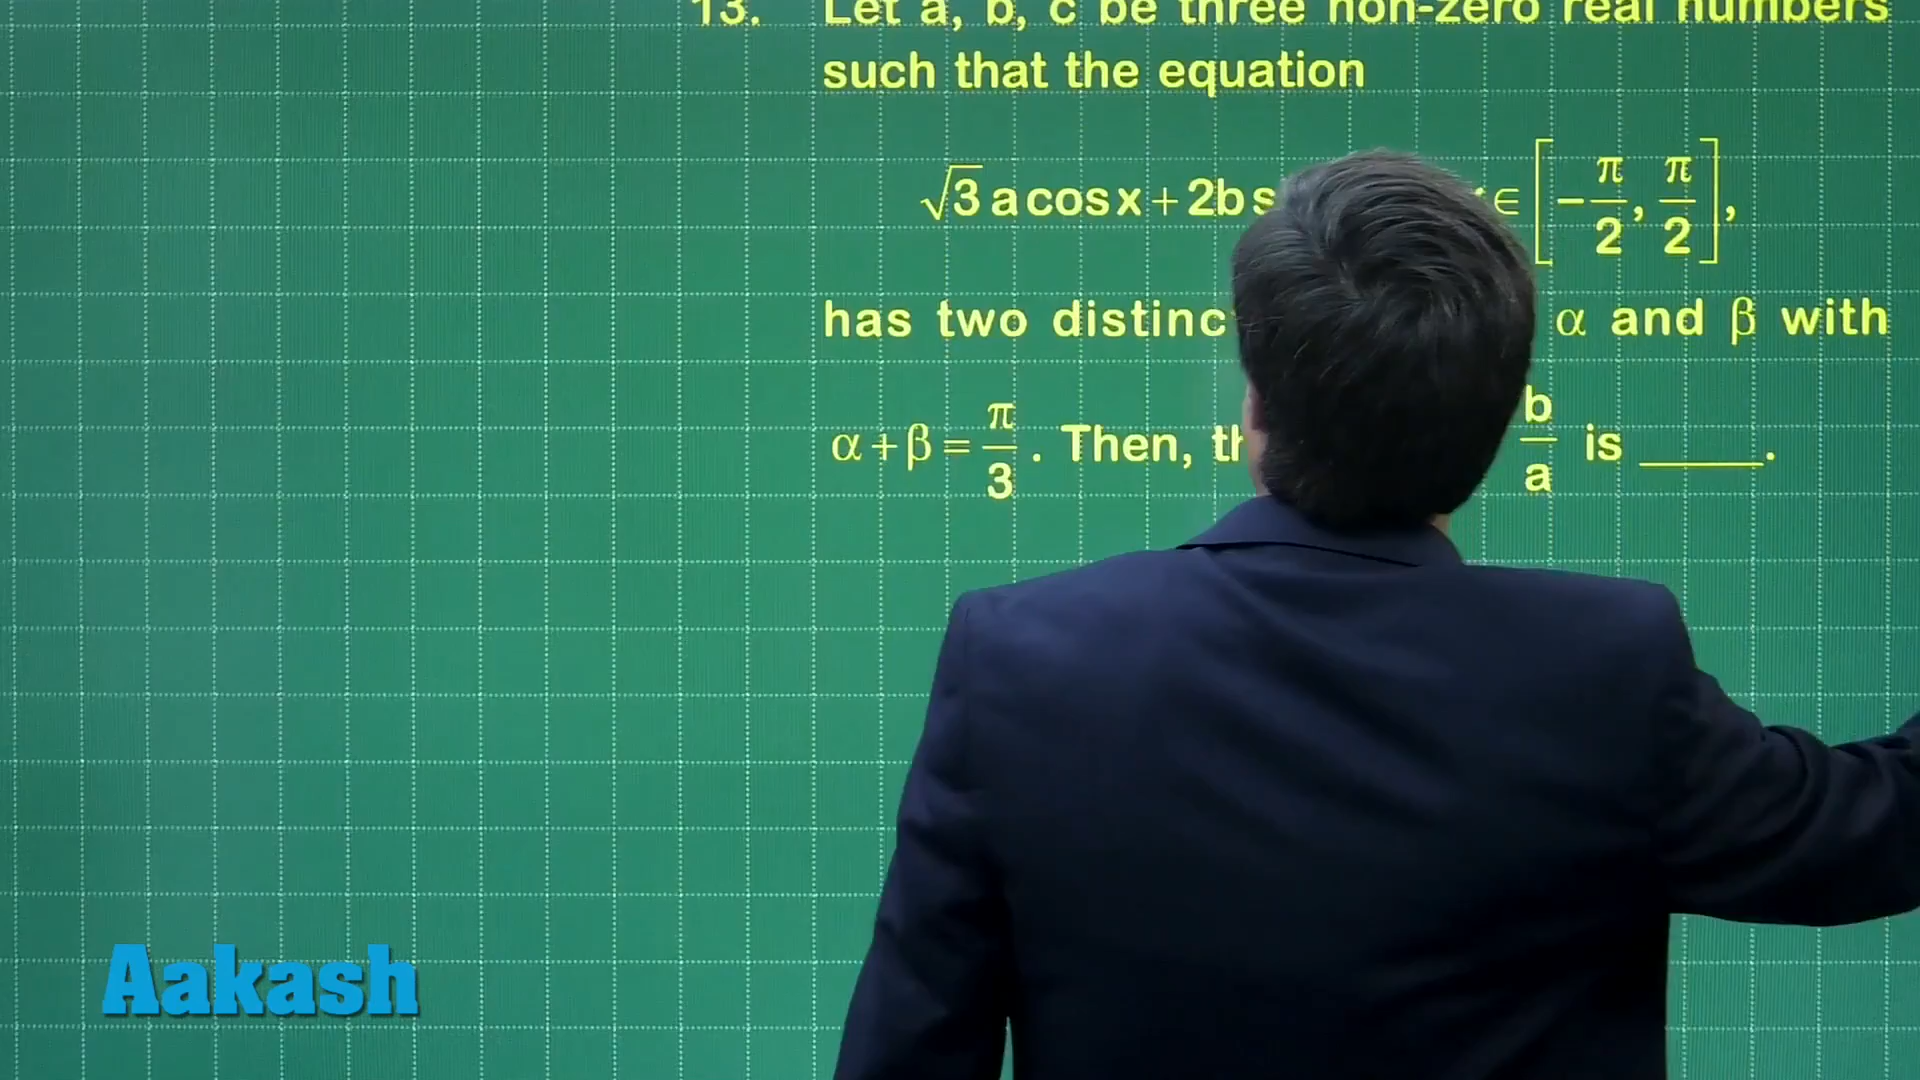 13. Let a, b, c be three non-zero real numbers
such that the equation
√3 a cos x + 2b s ∈ [-π/2, π/2],
has two distinc α and β with
α + β = π/3 . Then, th b/a is ____.
Aakash